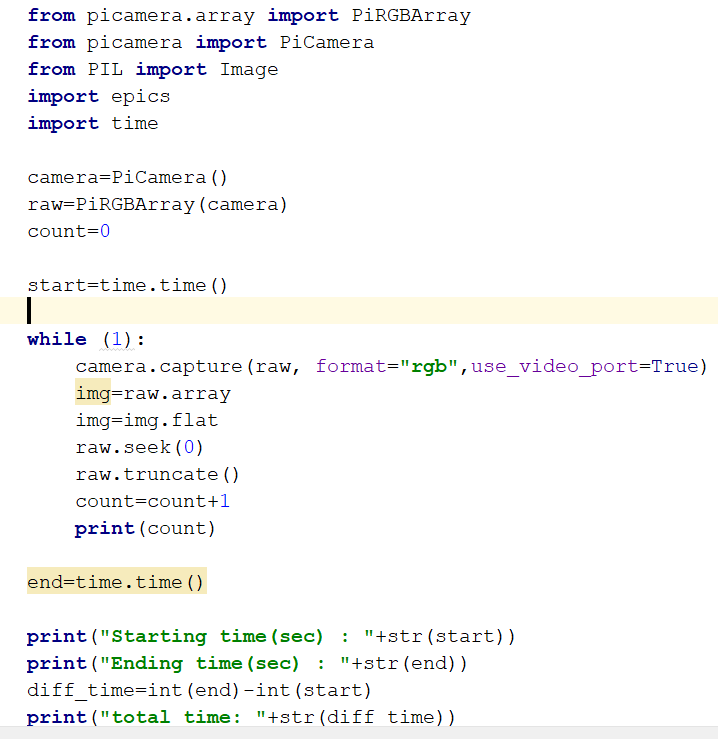 from picamera.array import PiRGBArray
from picamera import PiCamera
from PIL import Image
import epics
import time

camera=PiCamera()
raw=PiRGBArray(camera)
count=0

start=time.time()

while (1):
    camera.capture(raw, format="rgb",use_video_port=True)
    img=raw.array
    img=img.flat
    raw.seek(0)
    raw.truncate()
    count=count+1
    print(count)

end=time.time()

print("Starting time(sec) : "+str(start))
print("Ending time(sec) : "+str(end))
diff_time=int(end)-int(start)
print("total time: "+str(diff_time))